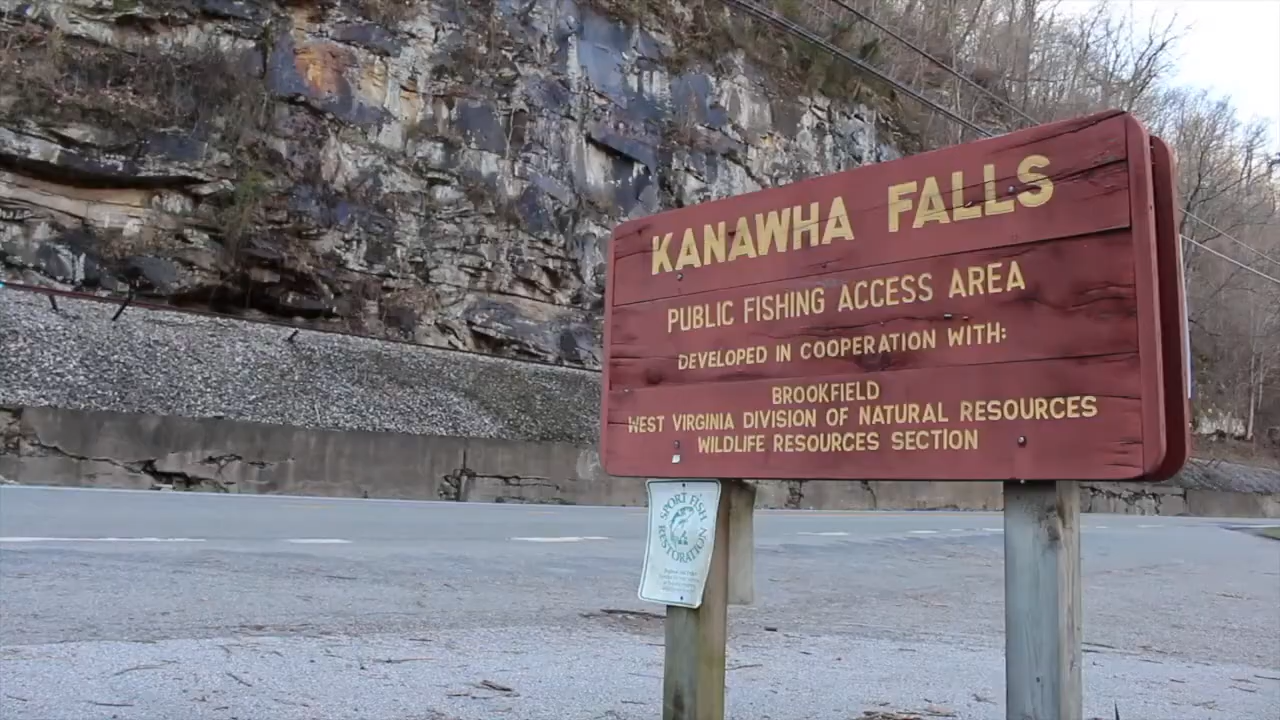 KANAWHA FALLS
PUBLIC FISHING ACCESS AREA
DEVELOPED IN COOPERATION WITH:
BROOKFIELD
WEST VIRGINIA DIVISION OF NATURAL RESOURCES
WILDLIFE RESOURCES SECTION
SPORT FISH
RESTORATION